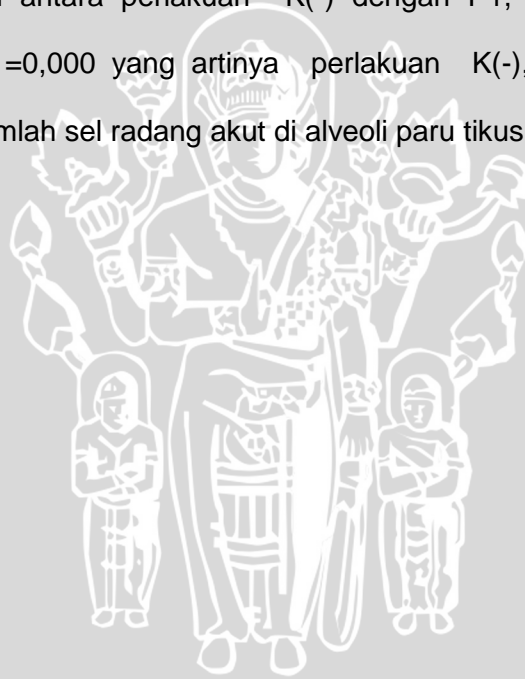 antara perlakuan K(-) dengan P1,
=0,000 yang artinya perlakuan K(-),
mlah sel radang akut di alveoli paru tikus